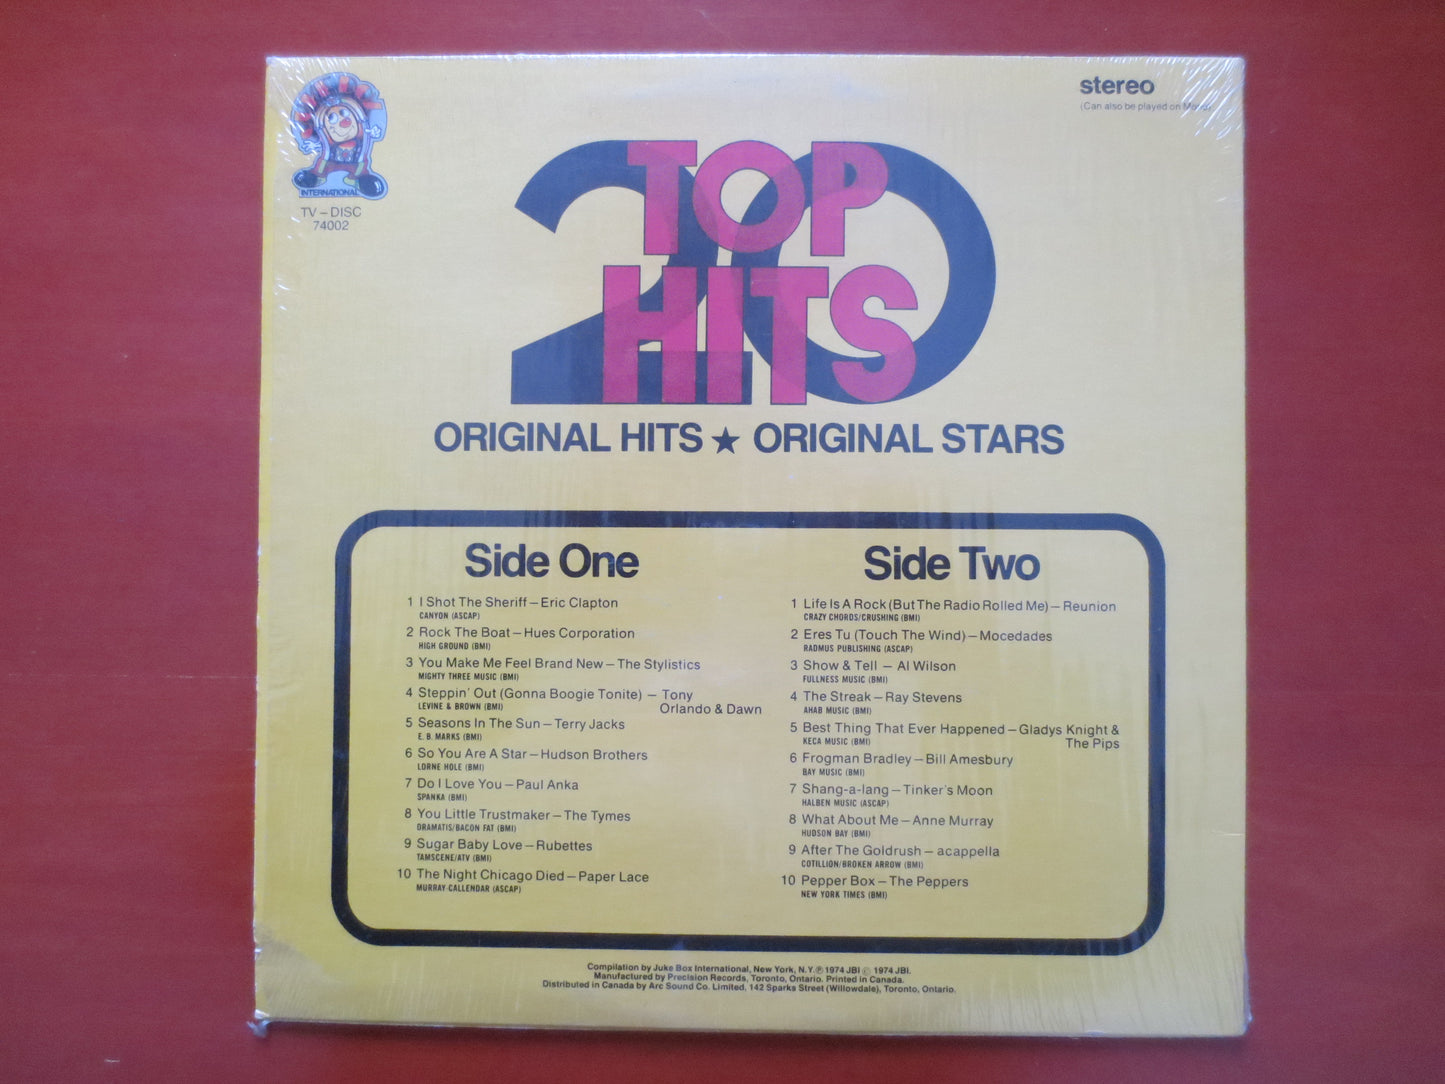 JUKE BOX
INTERNATIONAL
TV – DISC
74002
stereo
(Can also be played on Mono)
20
TOP
HITS
ORIGINAL HITS ★ ORIGINAL STARS
Side One
1 I Shot The Sheriff – Eric Clapton
CANYON (ASCAP)
2 Rock The Boat – Hues Corporation
HIGH GROUND (BMI)
3 You Make Me Feel Brand New – The Stylistics
MIGHTY THREE MUSIC (BMI)
4 Steppin' Out (Gonna Boogie Tonite) – Tony
LEVINE & BROWN (BMI) Orlando & Dawn
5 Seasons In The Sun – Terry Jacks
E. B. MARKS (BMI)
6 So You Are A Star – Hudson Brothers
LORNE HOLE (BMI)
7 Do I Love You – Paul Anka
SPANKA (BMI)
8 You Little Trustmaker – The Tymes
DRAMATIS/BACON FAT (BMI)
9 Sugar Baby Love – Rubettes
TAMSCENE/ATV (BMI)
10 The Night Chicago Died – Paper Lace
MURRAY-CALLENDAR (ASCAP)
Side Two
1 Life Is A Rock (But The Radio Rolled Me) – Reunion
CRAZY CHORDS/CRUSHING (BMI)
2 Eres Tu (Touch The Wind) – Mocedades
RADMUS PUBLISHING (ASCAP)
3 Show & Tell – Al Wilson
FULLNESS MUSIC (BMI)
4 The Streak – Ray Stevens
AHAB MUSIC (BMI)
5 Best Thing That Ever Happened – Gladys Knight &
KECA MUSIC (BMI) The Pips
6 Frogman Bradley – Bill Amesbury
BAY MUSIC (BMI)
7 Shang-a-lang – Tinker's Moon
HALBEN MUSIC (ASCAP)
8 What About Me – Anne Murray
HUDSON BAY (BMI)
9 After The Goldrush – acappella
COTILLION/BROKEN ARROW (BMI)
10 Pepper Box – The Peppers
NEW YORK TIMES (BMI)
Compilation by Juke Box International, New York, N.Y. ℗ 1974 JBI © 1974 JBI.
Manufactured by Precision Records, Toronto, Ontario. Printed in Canada.
Distributed in Canada by Arc Sound Co. Limited, 142 Sparks Street (Willowdale), Toronto, Ontario.